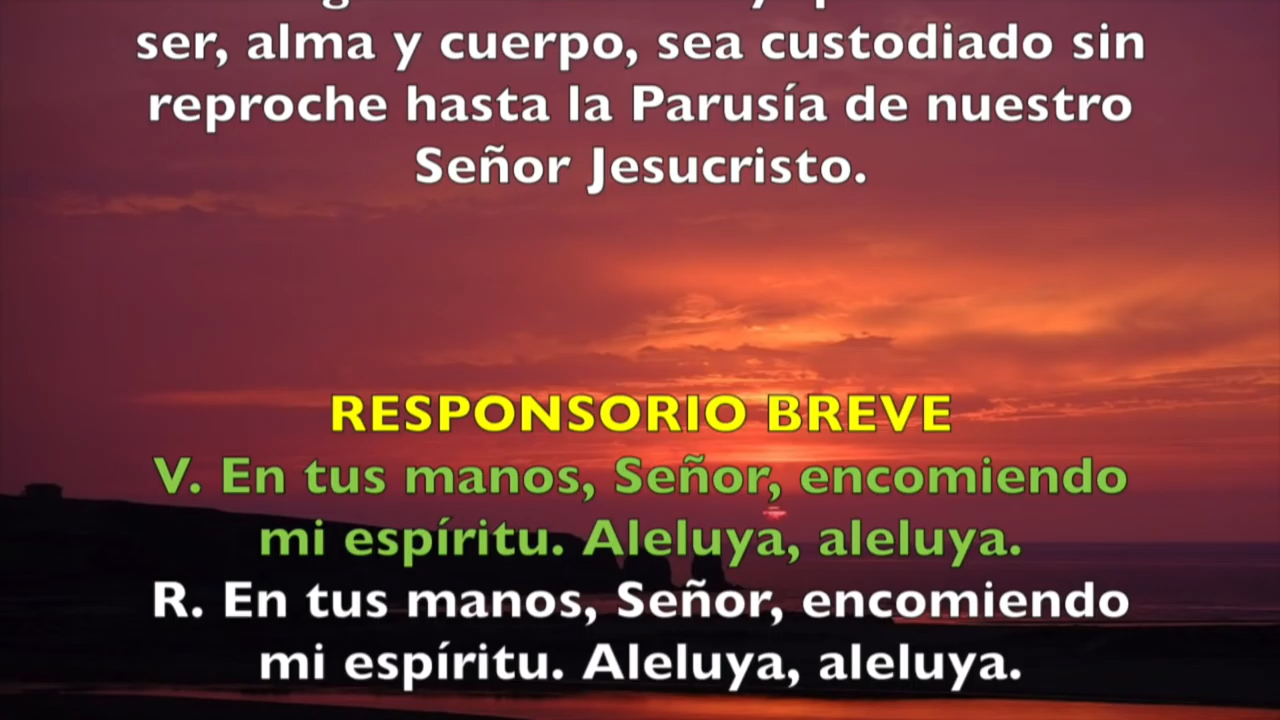 ser, alma y cuerpo, sea custodiado sin
reproche hasta la Parusía de nuestro
Señor Jesucristo.
RESPONSORIO BREVE
V. En tus manos, Señor, encomiendo
mi espíritu. Aleluya, aleluya.
R. En tus manos, Señor, encomiendo
mi espíritu. Aleluya, aleluya.